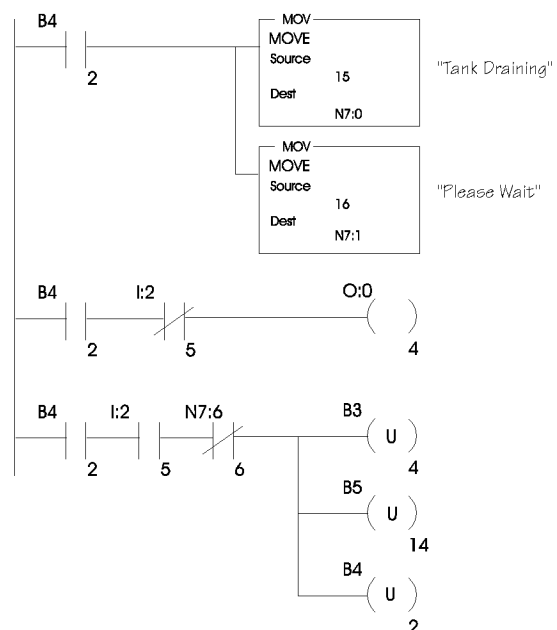 B4
2
MOV
MOVE
Source
15
Dest
N7:0
"Tank Draining"
MOV
MOVE
Source
16
Dest
N7:1
"Please Wait"
B4 I:2 O:0
2 5 4
B4 I:2 N7:6 B3
U
2 5 6 4
B5
U
14
B4
U
2